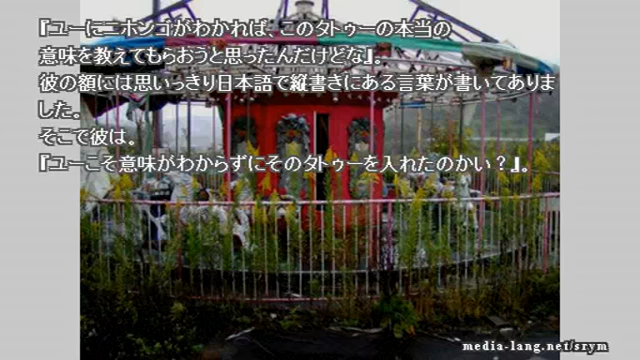 『ユーにニホンゴがわかれば、このタトゥーの本当の
意味を教えてもらおうと思ったんだけどな』。
彼の額には思いっきり日本語で縦書きにある言葉が書いてありま
した。
そこで彼は。
『ユーこそ意味がわからずにそのタトゥーを入れたのかい？』。
media-lang.net/srym